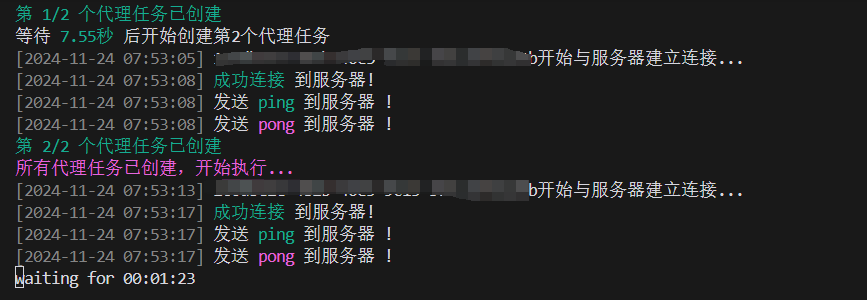 第 1/2 个代理任务已创建
等待 7.55秒 后开始创建第2个代理任务
[2024-11-24 07:53:05] b开始与服务器建立连接...
[2024-11-24 07:53:08] 成功连接 到服务器!
[2024-11-24 07:53:08] 发送 ping 到服务器 !
[2024-11-24 07:53:08] 发送 pong 到服务器 !
第 2/2 个代理任务已创建
所有代理任务已创建，开始执行...
[2024-11-24 07:53:13] b开始与服务器建立连接...
[2024-11-24 07:53:17] 成功连接 到服务器!
[2024-11-24 07:53:17] 发送 ping 到服务器 !
[2024-11-24 07:53:17] 发送 pong 到服务器 !
waiting for 00:01:23